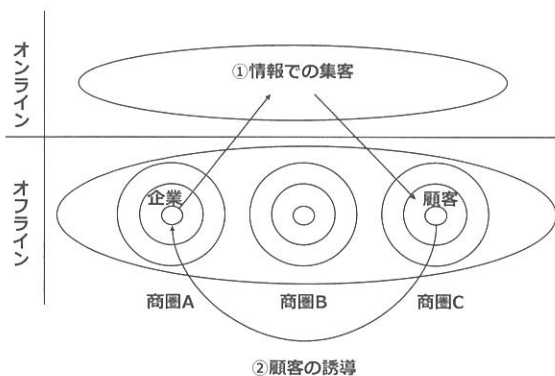 オンライン
①情報での集客
オフライン
企業
顧客
商圏A
商圏B
商圏C
②顧客の誘導